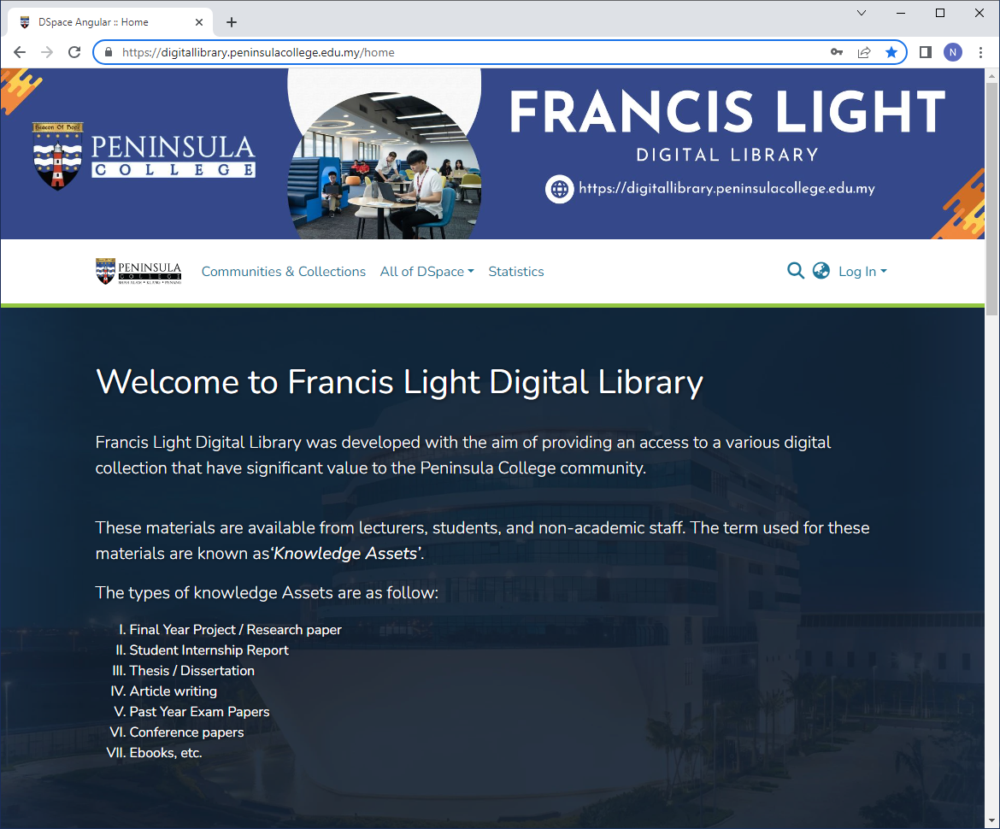 DSpace Angular :: Home
https://digitallibrary.peninsulacollege.edu.my/home
N
Beacon Of Hope
PENINSULA
COLLEGE
FRANCIS LIGHT
DIGITAL LIBRARY
https://digitallibrary.peninsulacollege.edu.my
PENINSULA
COLLEGE
SHAH ALAM • KLANG • PENANG
Communities & Collections
All of DSpace
Statistics
Log In
Welcome to Francis Light Digital Library
Francis Light Digital Library was developed with the aim of providing an access to a various digital
collection that have significant value to the Peninsula College community.
These materials are available from lecturers, students, and non-academic staff. The term used for these
materials are known as‘Knowledge Assets’.
The types of knowledge Assets are as follow:
I. Final Year Project / Research paper
II. Student Internship Report
III. Thesis / Dissertation
IV. Article writing
V. Past Year Exam Papers
VI. Conference papers
VII. Ebooks, etc.